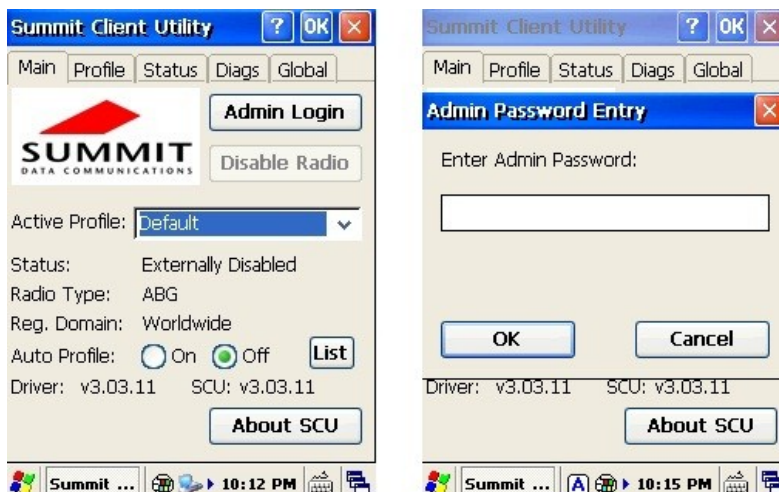 Summit Client Utility ? OK
Main Profile Status Diags Global
SUMMIT
DATA COMMUNICATIONS
Admin Login
Disable Radio
Active Profile: Default
Status: Externally Disabled
Radio Type: ABG
Reg. Domain: Worldwide
Auto Profile: On Off List
Driver: v3.03.11 SCU: v3.03.11
About SCU
Summit ... 10:12 PM
Summit Client Utility ? OK
Main Profile Status Diags Global
Admin Password Entry
Enter Admin Password:
OK Cancel
Driver: v3.03.11 SCU: v3.03.11
About SCU
Summit ... A 10:15 PM